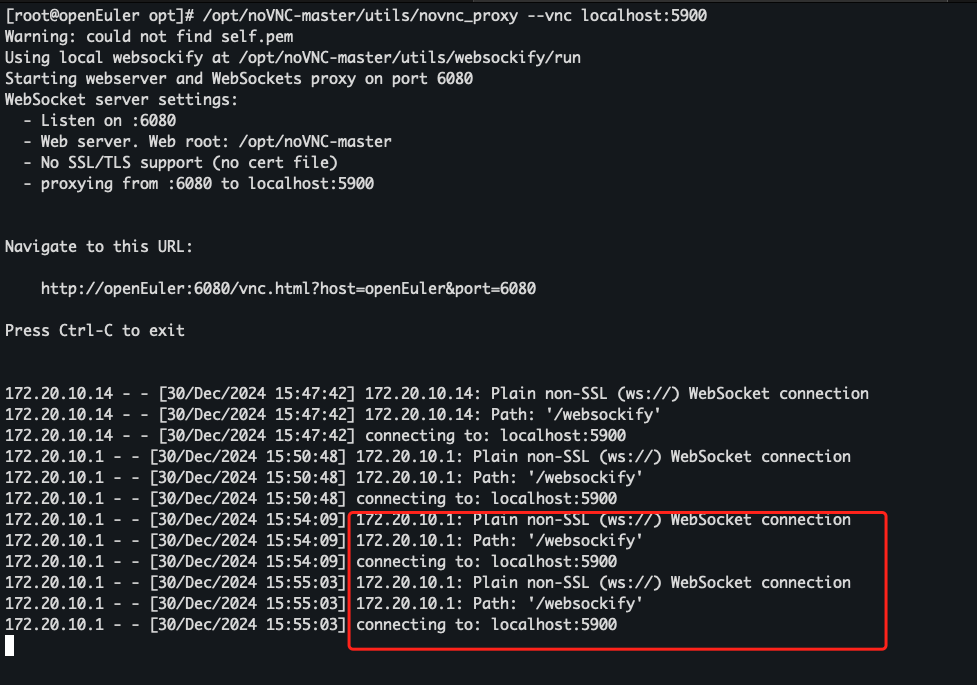 [root@openEuler opt]# /opt/noVNC-master/utils/novnc_proxy --vnc localhost:5900
Warning: could not find self.pem
Using local websockify at /opt/noVNC-master/utils/websockify/run
Starting webserver and WebSockets proxy on port 6080
WebSocket server settings:
  - Listen on :6080
  - Web server. Web root: /opt/noVNC-master
  - No SSL/TLS support (no cert file)
  - proxying from :6080 to localhost:5900
Navigate to this URL:
    http://openEuler:6080/vnc.html?host=openEuler&port=6080
Press Ctrl-C to exit
172.20.10.14 - - [30/Dec/2024 15:47:42] 172.20.10.14: Plain non-SSL (ws://) WebSocket connection
172.20.10.14 - - [30/Dec/2024 15:47:42] 172.20.10.14: Path: '/websockify'
172.20.10.14 - - [30/Dec/2024 15:47:42] connecting to: localhost:5900
172.20.10.1 - - [30/Dec/2024 15:50:48] 172.20.10.1: Plain non-SSL (ws://) WebSocket connection
172.20.10.1 - - [30/Dec/2024 15:50:48] 172.20.10.1: Path: '/websockify'
172.20.10.1 - - [30/Dec/2024 15:50:48] connecting to: localhost:5900
172.20.10.1 - - [30/Dec/2024 15:54:09] 172.20.10.1: Plain non-SSL (ws://) WebSocket connection
172.20.10.1 - - [30/Dec/2024 15:54:09] 172.20.10.1: Path: '/websockify'
172.20.10.1 - - [30/Dec/2024 15:54:09] connecting to: localhost:5900
172.20.10.1 - - [30/Dec/2024 15:55:03] 172.20.10.1: Plain non-SSL (ws://) WebSocket connection
172.20.10.1 - - [30/Dec/2024 15:55:03] 172.20.10.1: Path: '/websockify'
172.20.10.1 - - [30/Dec/2024 15:55:03] connecting to: localhost:5900